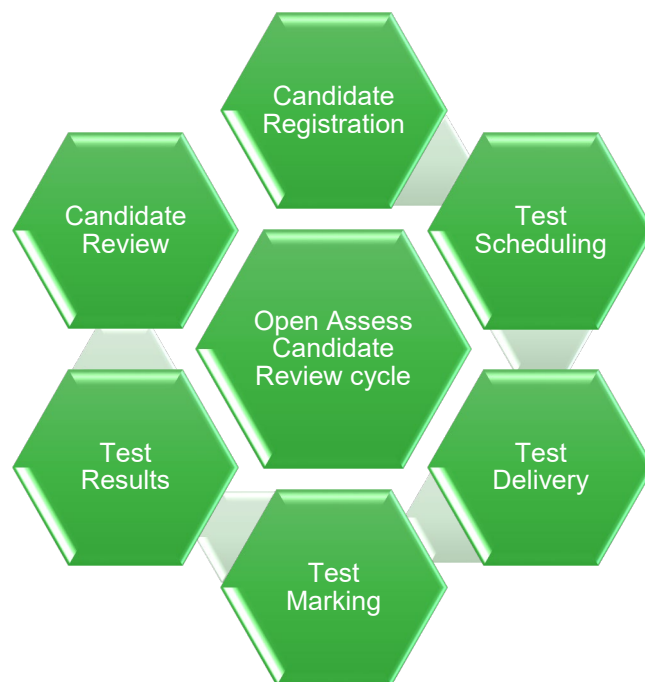 Candidate
Registration
Test
Scheduling
Test
Delivery
Test
Marking
Test
Results
Candidate
Review
Open Assess
Candidate
Review cycle